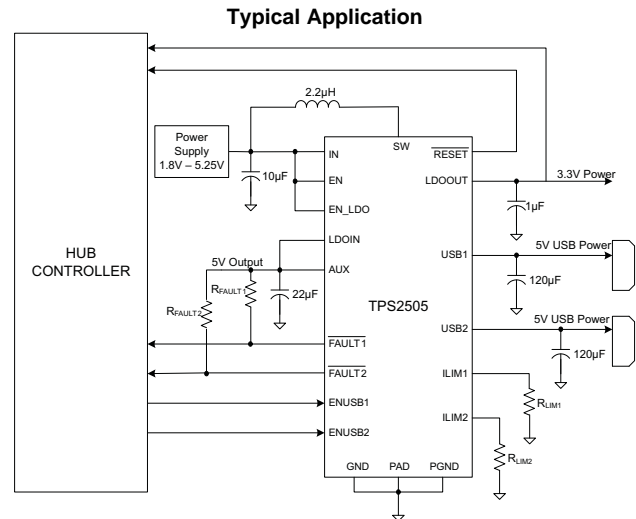 Typical Application
2.2µH
Power
Supply
1.8V – 5.25V
10µF
IN
EN
EN_LDO
LDOIN
AUX
SW
RESET
LDOOUT
3.3V Power
1µF
HUB
CONTROLLER
5V Output
RFAULT1
RFAULT2
22µF
TPS2505
USB1
5V USB Power
120µF
USB2
5V USB Power
120µF
FAULT1
FAULT2
ENUSB1
ENUSB2
ILIM1
RLIM1
ILIM2
RLIM2
GND PAD PGND